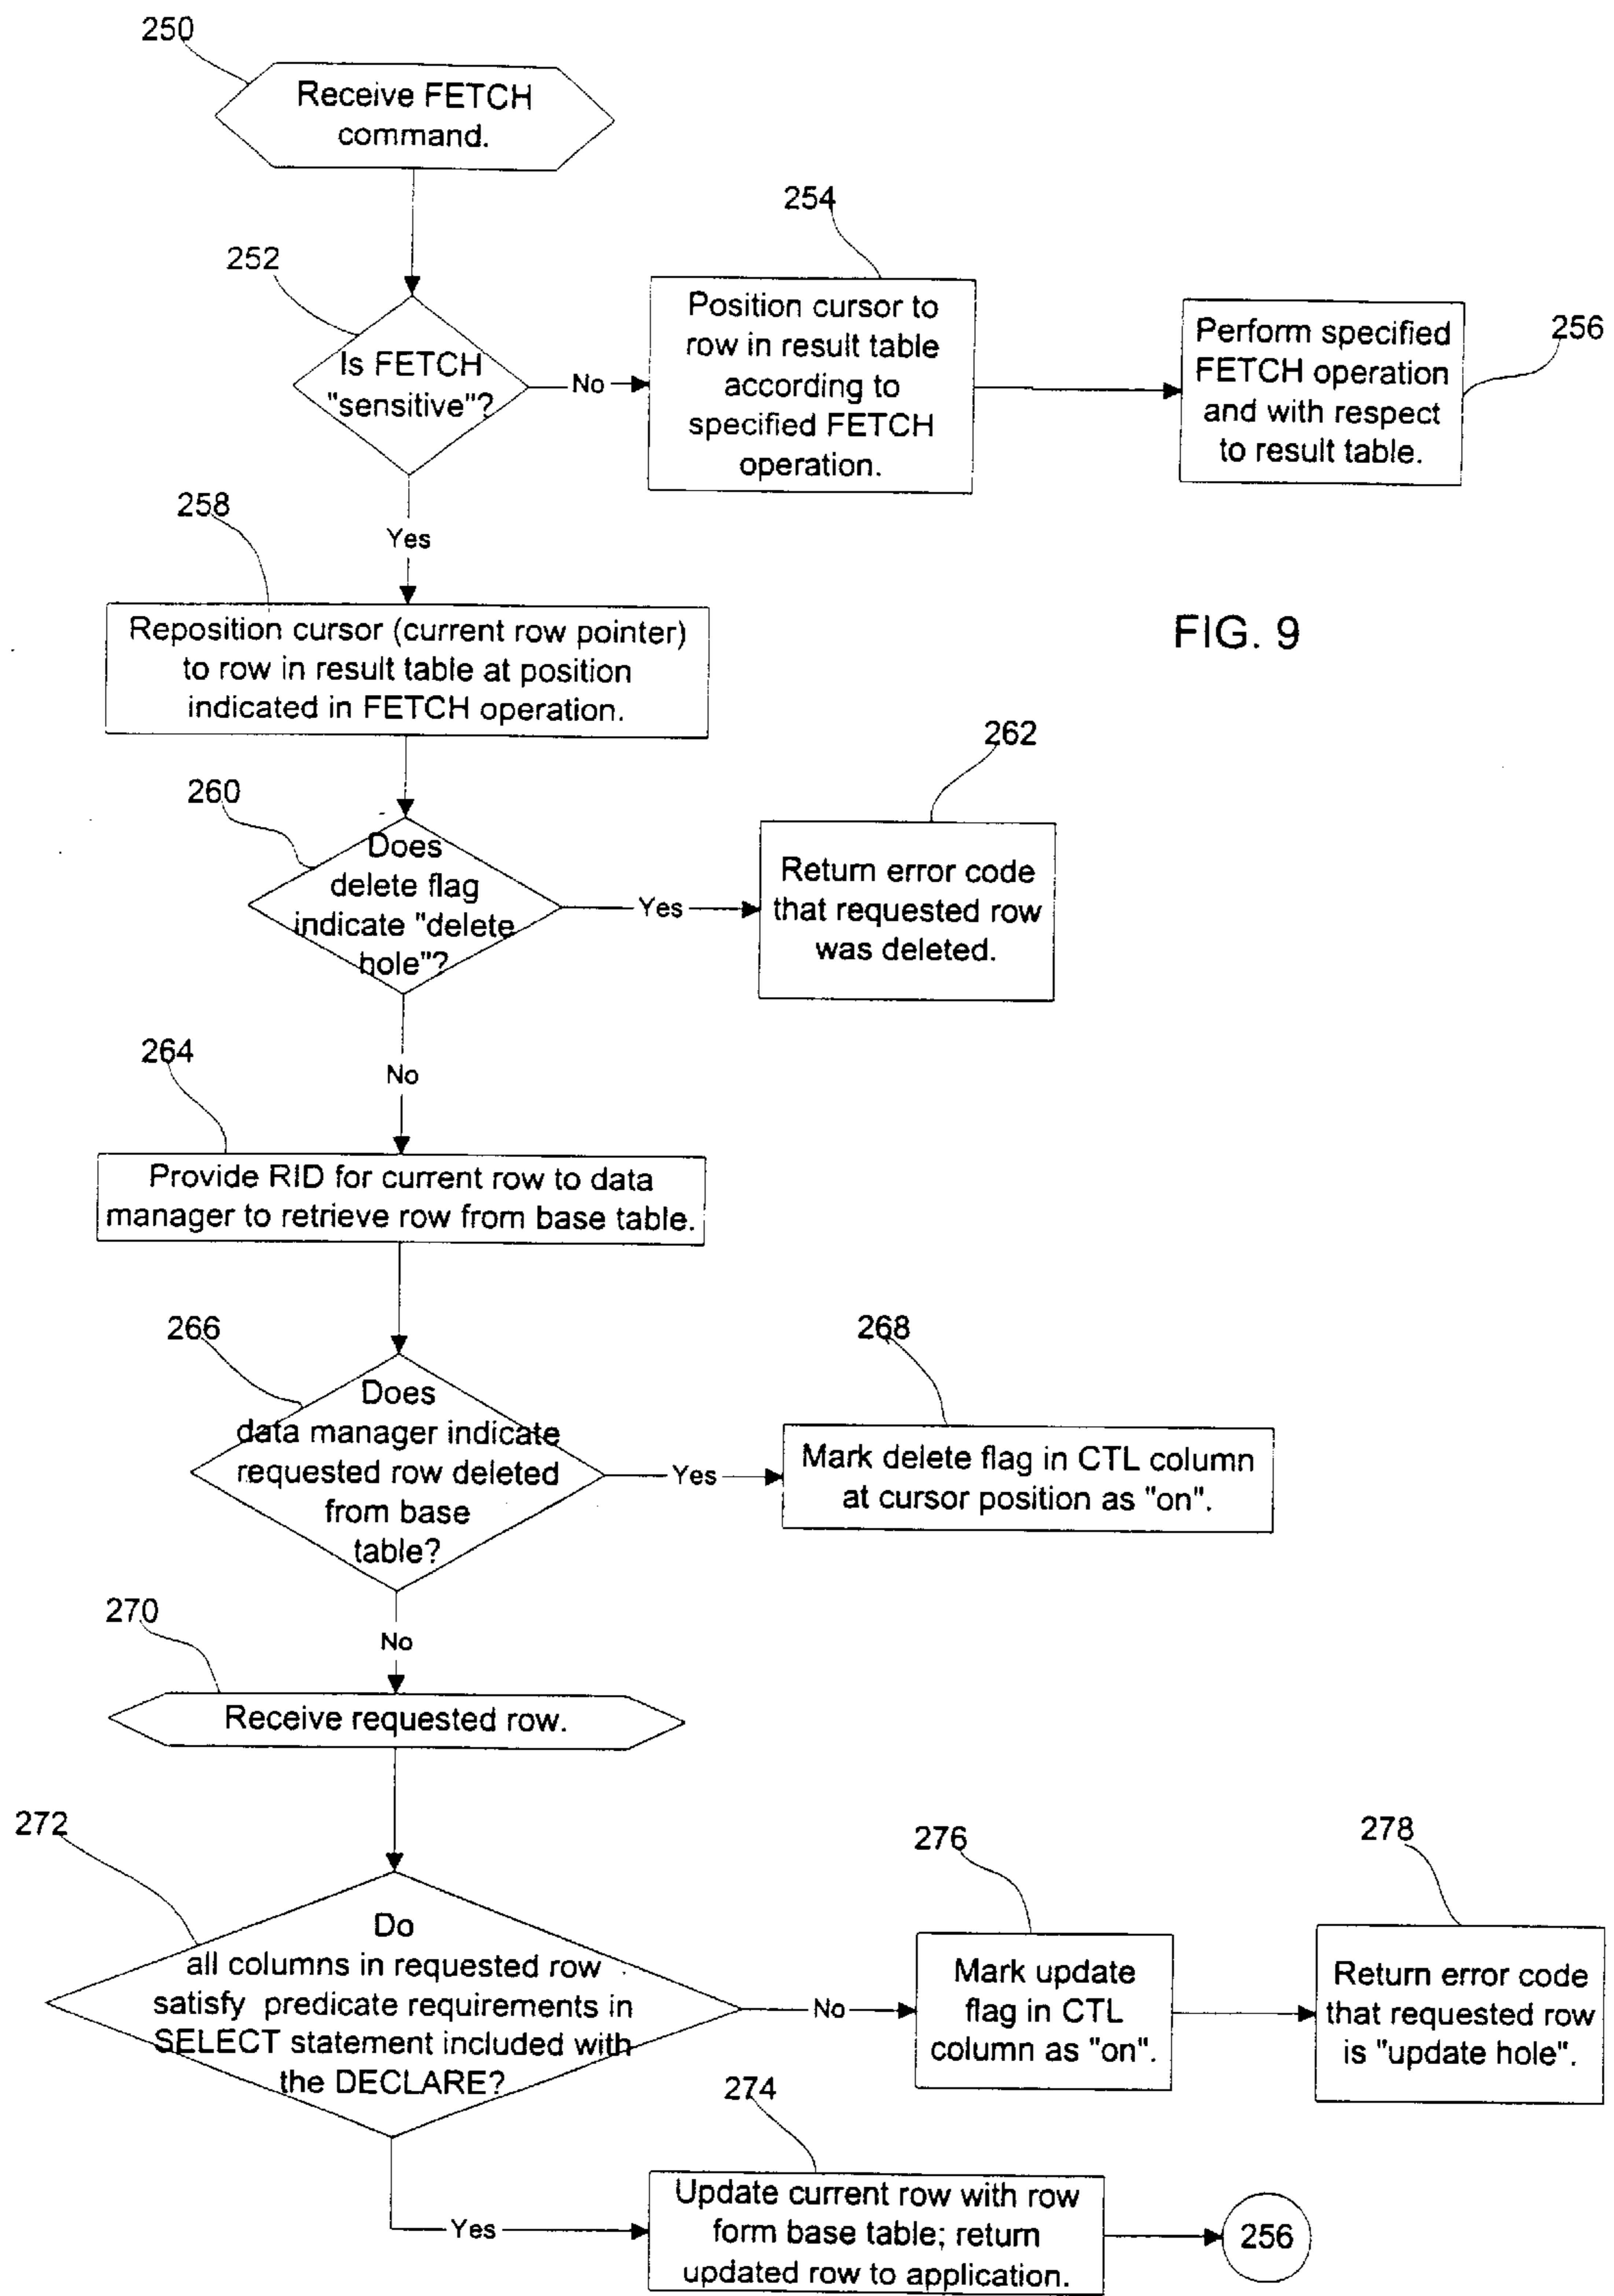 250
Receive FETCH
command.
252
Is FETCH
"sensitive"?
No
254
Position cursor to
row in result table
according to
specified FETCH
operation.
256
Perform specified
FETCH operation
and with respect
to result table.
Yes
258
Reposition cursor (current row pointer)
to row in result table at position
indicated in FETCH operation.
FIG. 9
260
Does
delete flag
indicate "delete
hole"?
Yes
262
Return error code
that requested row
was deleted.
No
264
Provide RID for current row to data
manager to retrieve row from base table.
266
Does
data manager indicate
requested row deleted
from base
table?
Yes
268
Mark delete flag in CTL column
at cursor position as "on".
No
270
Receive requested row.
272
Do
all columns in requested row
satisfy predicate requirements in
SELECT statement included with
the DECLARE?
No
276
Mark update
flag in CTL
column as "on".
278
Return error code
that requested row
is "update hole".
Yes
274
Update current row with row
form base table; return
updated row to application.
256